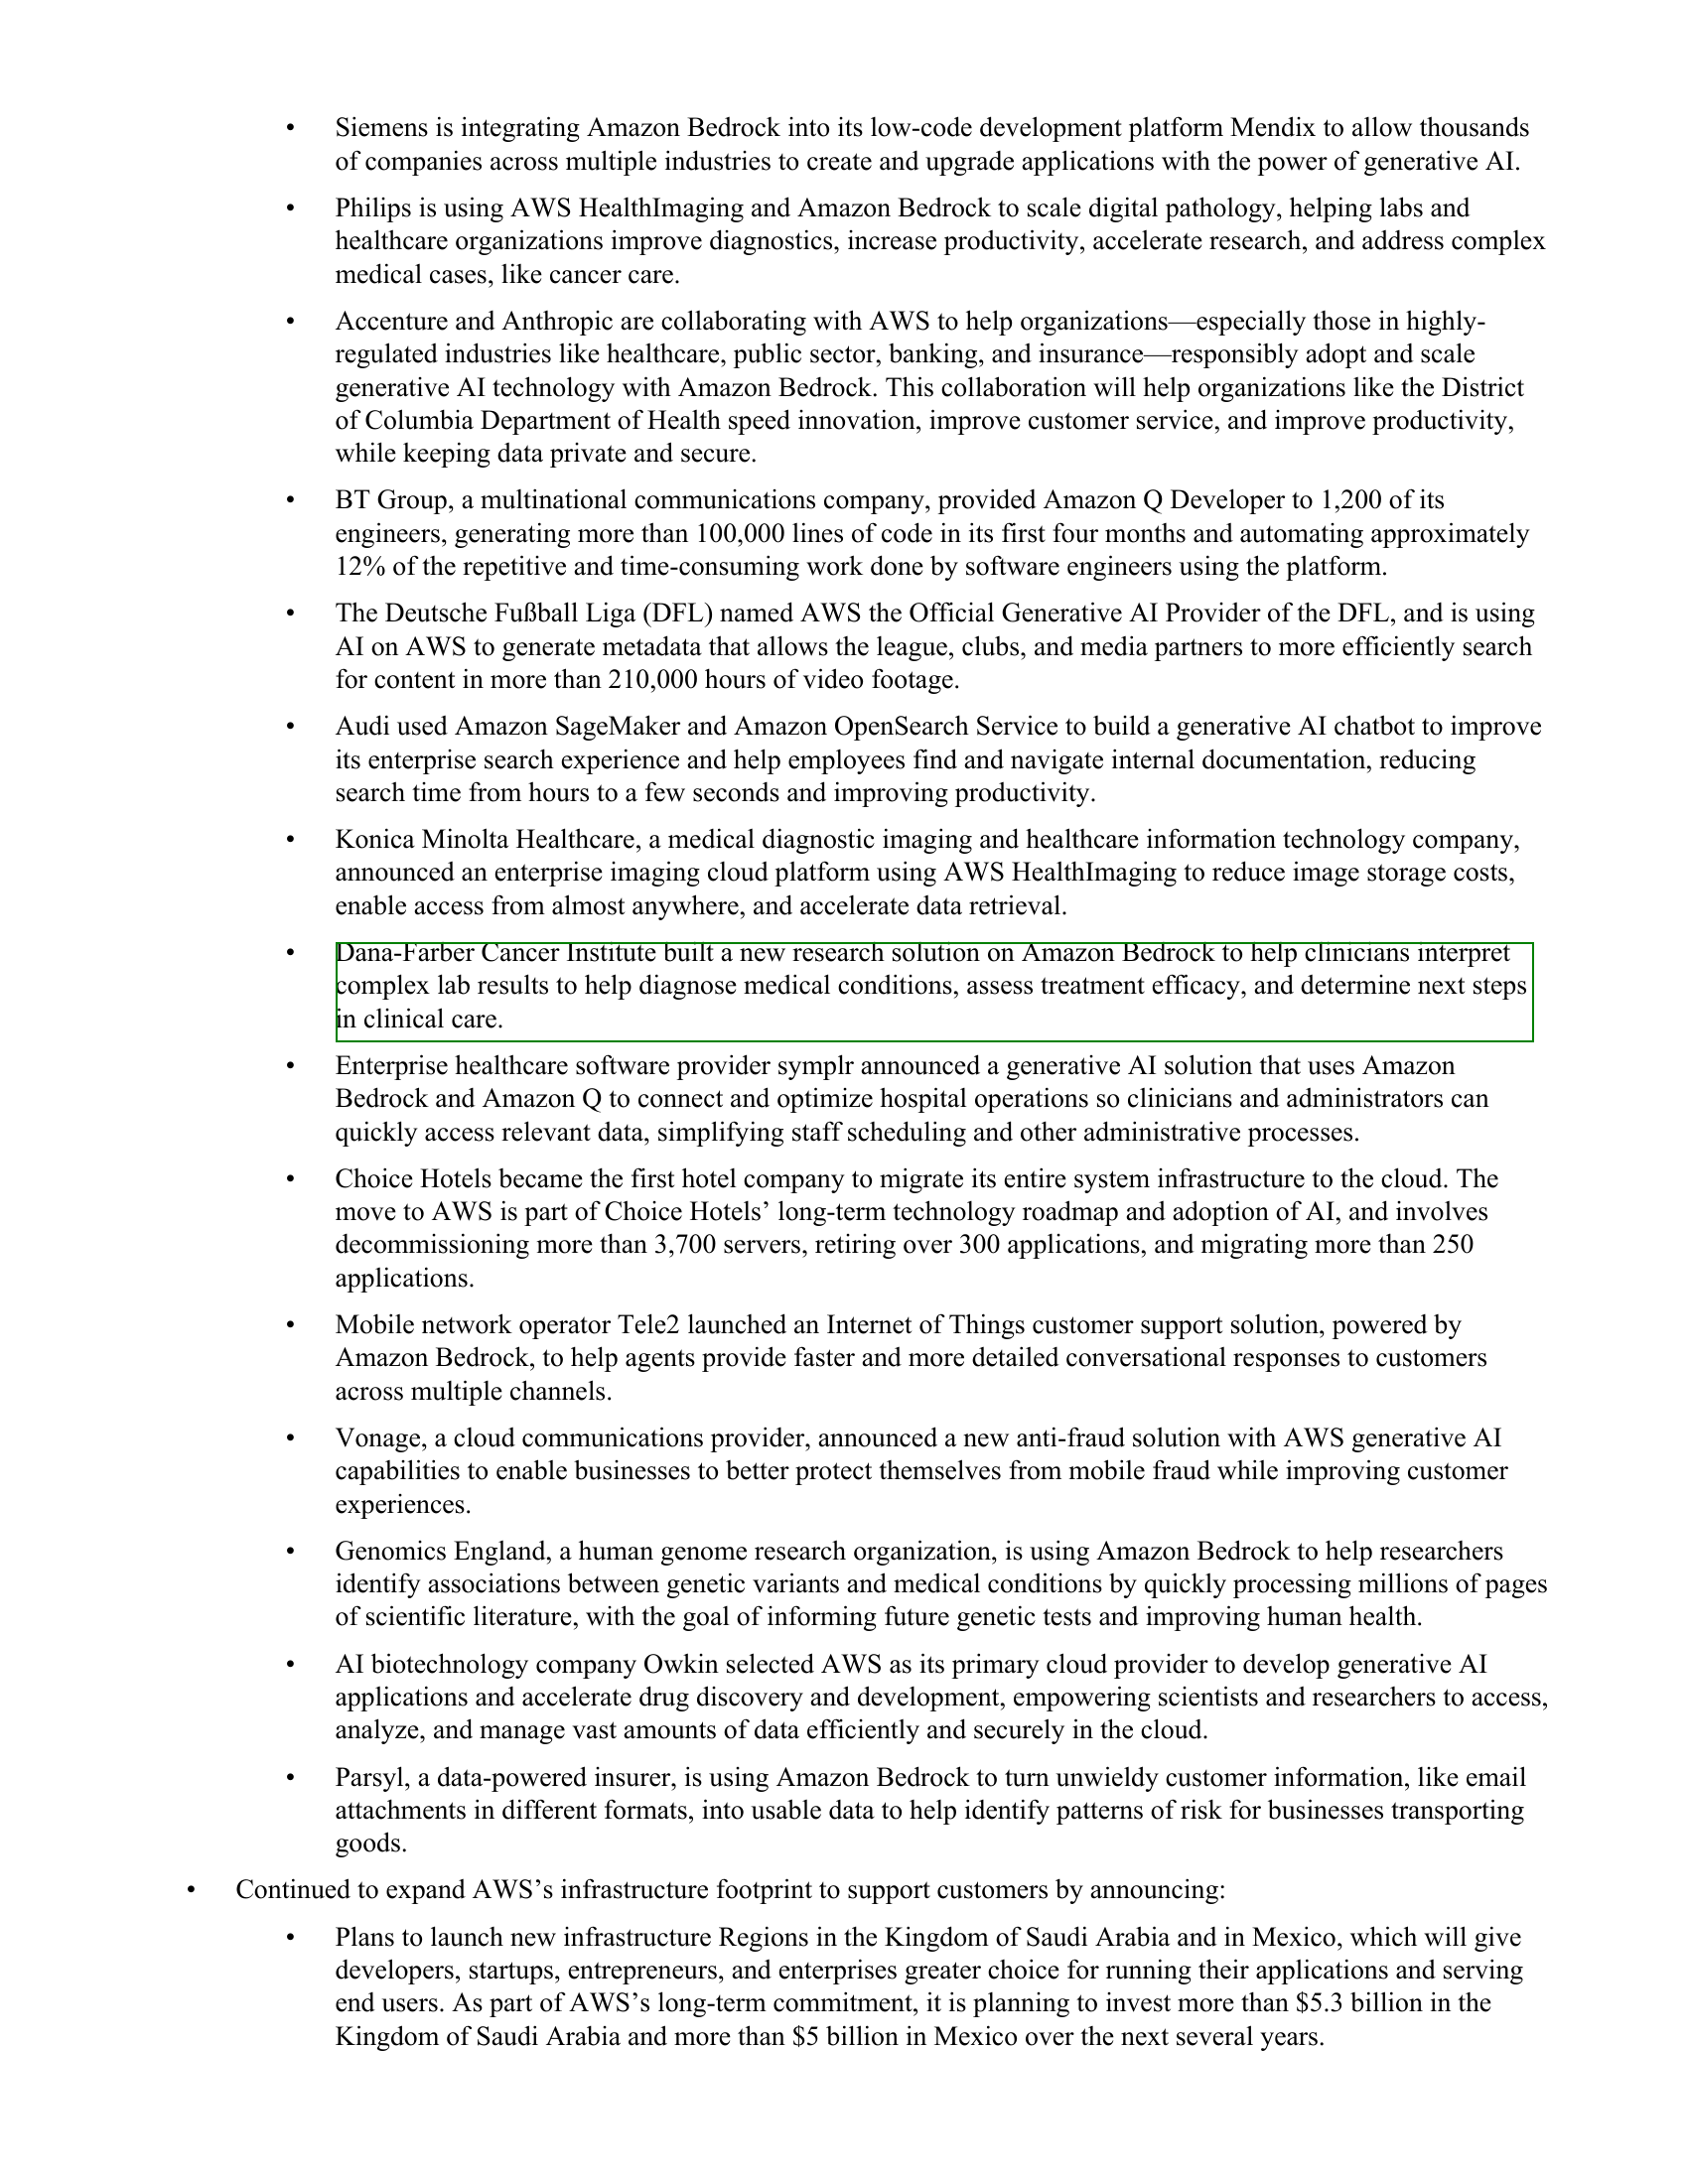 • Siemens is integrating Amazon Bedrock into its low-code development platform Mendix to allow thousands
of companies across multiple industries to create and upgrade applications with the power of generative AI.
• Philips is using AWS HealthImaging and Amazon Bedrock to scale digital pathology, helping labs and
healthcare organizations improve diagnostics, increase productivity, accelerate research, and address complex
medical cases, like cancer care.
• Accenture and Anthropic are collaborating with AWS to help organizations—especially those in highly-
regulated industries like healthcare, public sector, banking, and insurance—responsibly adopt and scale
generative AI technology with Amazon Bedrock. This collaboration will help organizations like the District
of Columbia Department of Health speed innovation, improve customer service, and improve productivity,
while keeping data private and secure.
• BT Group, a multinational communications company, provided Amazon Q Developer to 1,200 of its
engineers, generating more than 100,000 lines of code in its first four months and automating approximately
12% of the repetitive and time-consuming work done by software engineers using the platform.
• The Deutsche Fußball Liga (DFL) named AWS the Official Generative AI Provider of the DFL, and is using
AI on AWS to generate metadata that allows the league, clubs, and media partners to more efficiently search
for content in more than 210,000 hours of video footage.
• Audi used Amazon SageMaker and Amazon OpenSearch Service to build a generative AI chatbot to improve
its enterprise search experience and help employees find and navigate internal documentation, reducing
search time from hours to a few seconds and improving productivity.
• Konica Minolta Healthcare, a medical diagnostic imaging and healthcare information technology company,
announced an enterprise imaging cloud platform using AWS HealthImaging to reduce image storage costs,
enable access from almost anywhere, and accelerate data retrieval.
• Dana-Farber Cancer Institute built a new research solution on Amazon Bedrock to help clinicians interpret
complex lab results to help diagnose medical conditions, assess treatment efficacy, and determine next steps
in clinical care.
• Enterprise healthcare software provider symplr announced a generative AI solution that uses Amazon
Bedrock and Amazon Q to connect and optimize hospital operations so clinicians and administrators can
quickly access relevant data, simplifying staff scheduling and other administrative processes.
• Choice Hotels became the first hotel company to migrate its entire system infrastructure to the cloud. The
move to AWS is part of Choice Hotels’ long-term technology roadmap and adoption of AI, and involves
decommissioning more than 3,700 servers, retiring over 300 applications, and migrating more than 250
applications.
• Mobile network operator Tele2 launched an Internet of Things customer support solution, powered by
Amazon Bedrock, to help agents provide faster and more detailed conversational responses to customers
across multiple channels.
• Vonage, a cloud communications provider, announced a new anti-fraud solution with AWS generative AI
capabilities to enable businesses to better protect themselves from mobile fraud while improving customer
experiences.
• Genomics England, a human genome research organization, is using Amazon Bedrock to help researchers
identify associations between genetic variants and medical conditions by quickly processing millions of pages
of scientific literature, with the goal of informing future genetic tests and improving human health.
• AI biotechnology company Owkin selected AWS as its primary cloud provider to develop generative AI
applications and accelerate drug discovery and development, empowering scientists and researchers to access,
analyze, and manage vast amounts of data efficiently and securely in the cloud.
• Parsyl, a data-powered insurer, is using Amazon Bedrock to turn unwieldy customer information, like email
attachments in different formats, into usable data to help identify patterns of risk for businesses transporting
goods.
• Continued to expand AWS’s infrastructure footprint to support customers by announcing:
• Plans to launch new infrastructure Regions in the Kingdom of Saudi Arabia and in Mexico, which will give
developers, startups, entrepreneurs, and enterprises greater choice for running their applications and serving
end users. As part of AWS’s long-term commitment, it is planning to invest more than $5.3 billion in the
Kingdom of Saudi Arabia and more than $5 billion in Mexico over the next several years.